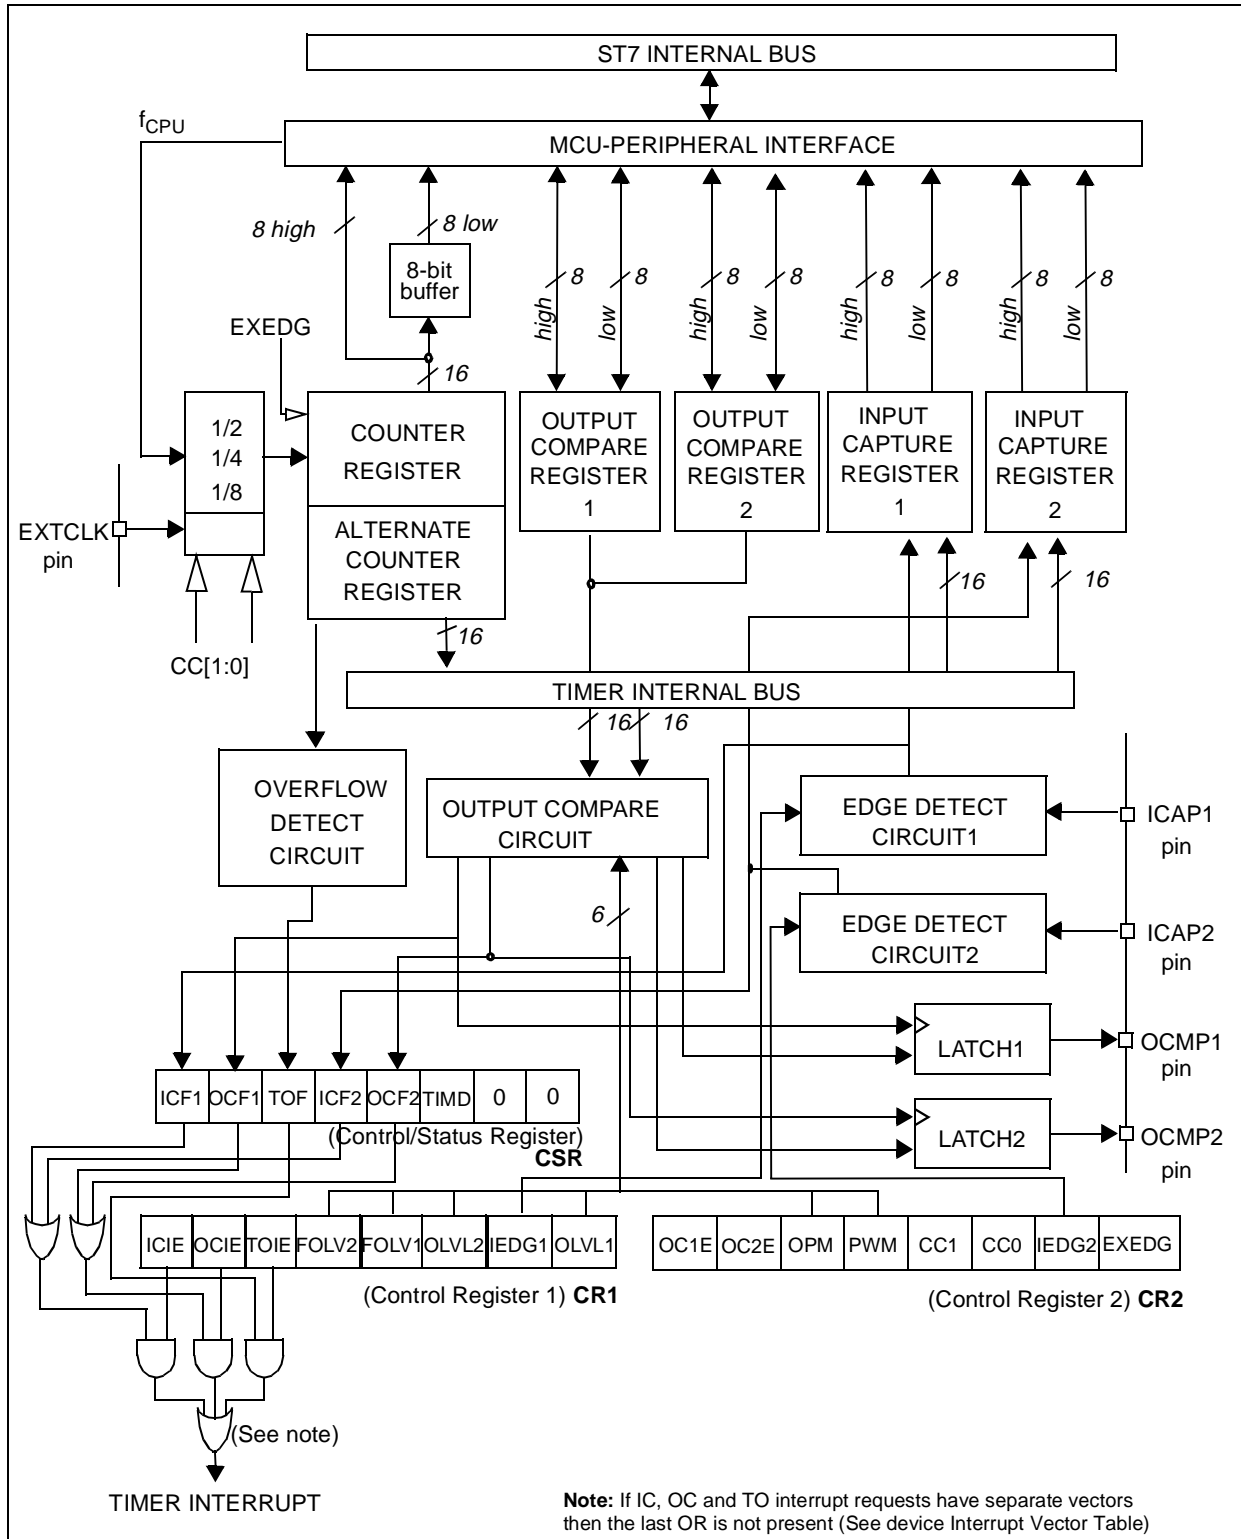 ST7 INTERNAL BUS
fCPU
MCU-PERIPHERAL INTERFACE
8 high
8 low
8-bit
buffer
8
8
8
8
8
8
8
8
high
low
high
low
high
low
high
low
EXEDG
16
1/2
1/4
1/8
COUNTER
REGISTER
OUTPUT
COMPARE
REGISTER
1
OUTPUT
COMPARE
REGISTER
2
INPUT
CAPTURE
REGISTER
1
INPUT
CAPTURE
REGISTER
2
EXTCLK
pin
ALTERNATE
COUNTER
REGISTER
16
16
16
CC[1:0]
TIMER INTERNAL BUS
16
16
OVERFLOW
DETECT
CIRCUIT
OUTPUT COMPARE
CIRCUIT
EDGE DETECT
CIRCUIT1
ICAP1
pin
6
EDGE DETECT
CIRCUIT2
ICAP2
pin
LATCH1
OCMP1
pin
ICF1 OCF1 TOF ICF2 OCF2 TIMD 0 0
(Control/Status Register)
CSR
LATCH2
OCMP2
pin
ICIE OCIE TOIE FOLV2 FOLV1 OLVL2 IEDG1 OLVL1
OC1E OC2E OPM PWM CC1 CC0 IEDG2 EXEDG
(Control Register 1) CR1
(Control Register 2) CR2
(See note)
TIMER INTERRUPT
Note: If IC, OC and TO interrupt requests have separate vectors
then the last OR is not present (See device Interrupt Vector Table)